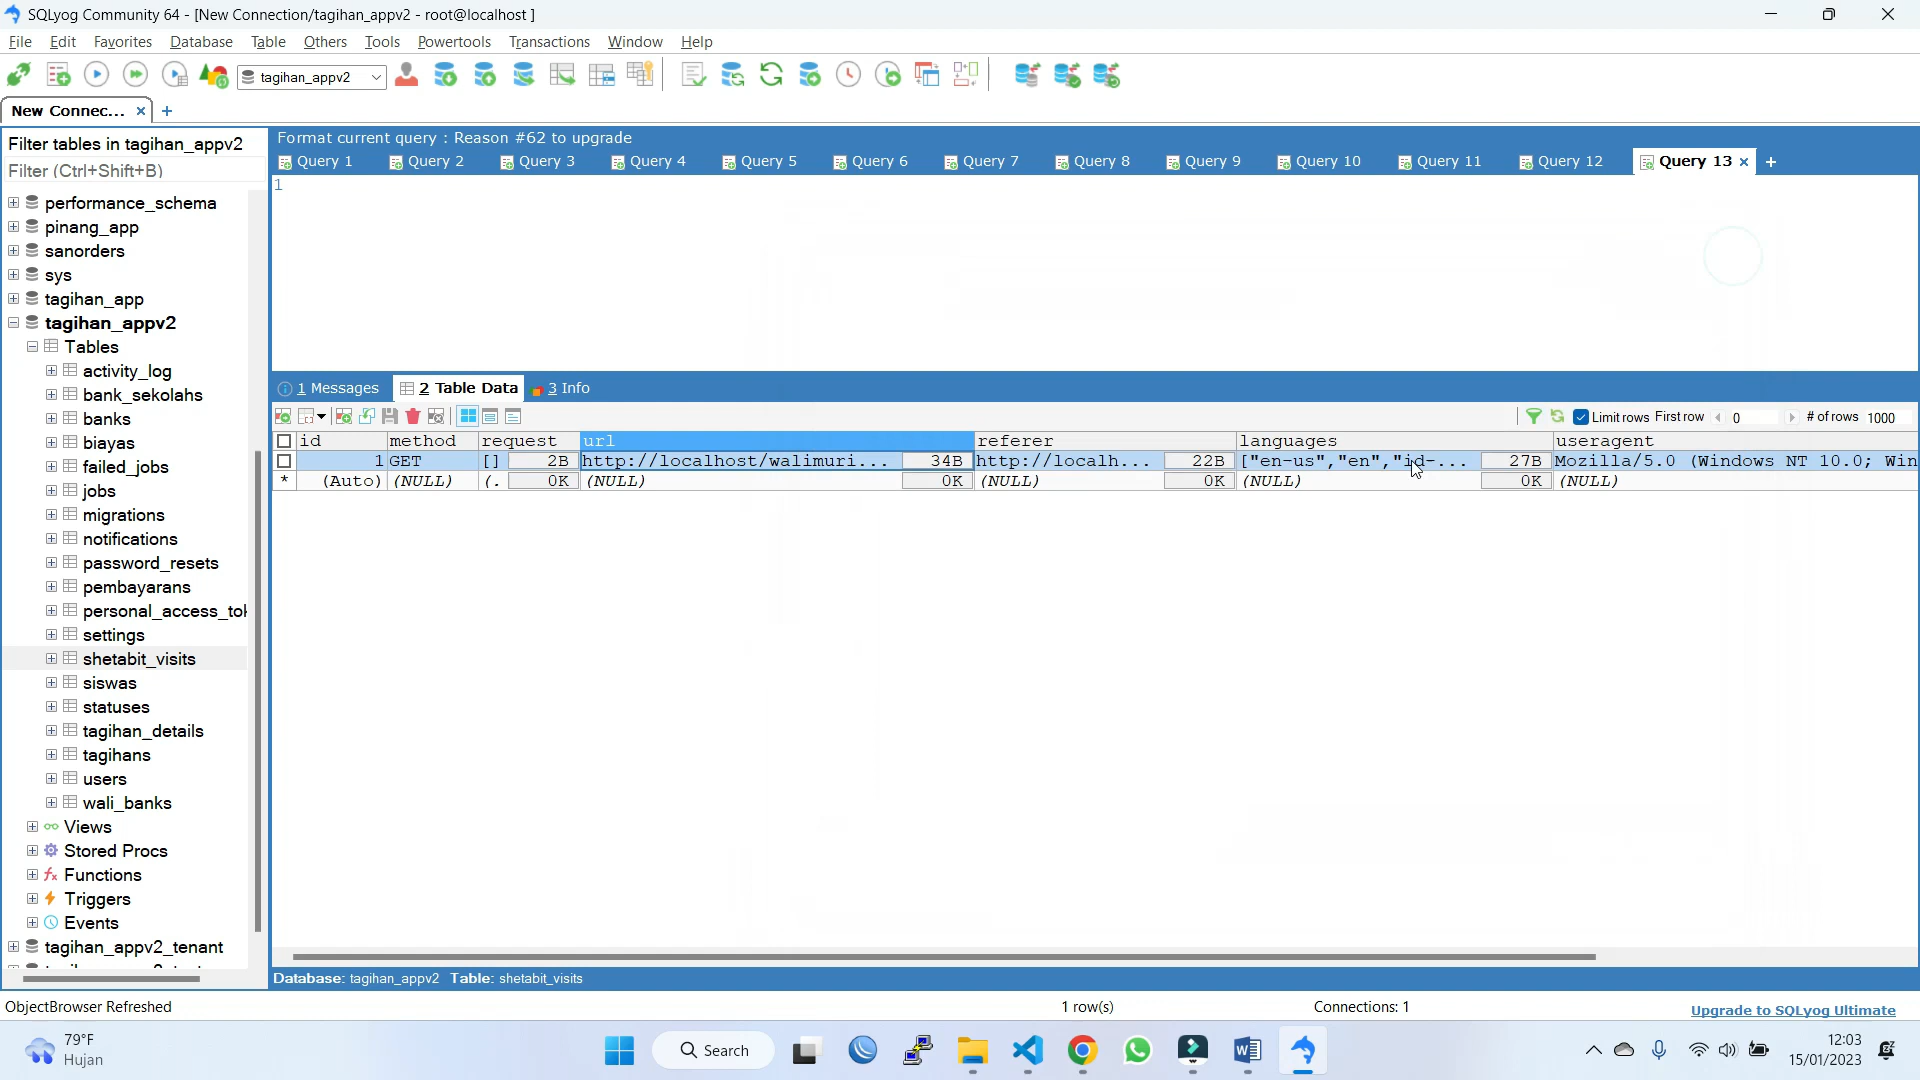 SQLyog Community 64 - [New Connection/tagihan_appv2 - root@localhost ]
File Edit Favorites Database Table Others Tools Powertools Transactions Window Help
tagihan_appv2
New Connec... × +
Filter tables in tagihan_appv2
Filter (Ctrl+Shift+B)
performance_schema
pinang_app
sanorders
sys
tagihan_app
tagihan_appv2
Tables
activity_log
bank_sekolahs
banks
biayas
failed_jobs
jobs
migrations
notifications
password_resets
pembayarans
personal_access_tok
settings
shetabit_visits
siswas
statuses
tagihan_details
tagihans
users
wali_banks
Views
Stored Procs
Functions
Triggers
Events
tagihan_appv2_tenant
Format current query : Reason #62 to upgrade
Query 1 Query 2 Query 3 Query 4 Query 5 Query 6 Query 7 Query 8 Query 9 Query 10 Query 11 Query 12 Query 13 × +
1
1 Messages 2 Table Data 3 Info
Limit rows First row 0 # of rows 1000
id method request url referer languages useragent
1 GET [] 2B http://localhost/walimuri... 34B http://localh... 22B ["en-us","en","id-... 27B Mozilla/5.0 (Windows NT 10.0; Win
* (Auto) (NULL) (. 0K (NULL) 0K (NULL) 0K (NULL) 0K (NULL)
Database: tagihan_appv2 Table: shetabit_visits
ObjectBrowser Refreshed 1 row(s) Connections: 1 Upgrade to SQLyog Ultimate
79°F
Hujan
Search
12:03
15/01/2023